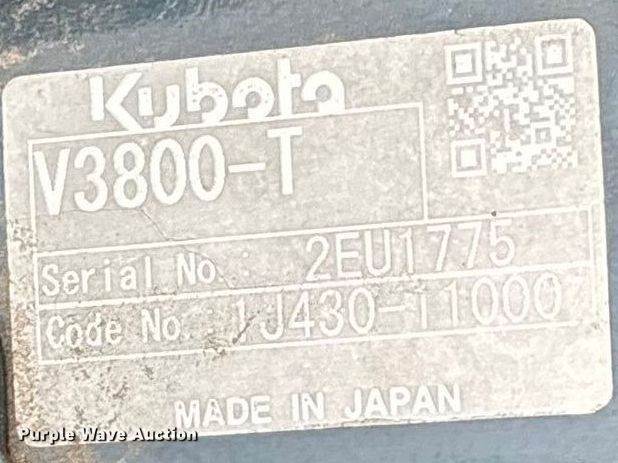 Kubota
V3800-T
Serial No. 2EU1775
Code No. 1J430-11000
MADE IN JAPAN
Purple Wave Auction